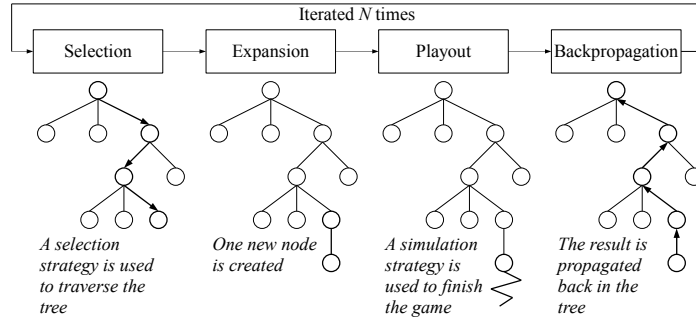 Iterated N times
Selection
Expansion
Playout
Backpropagation
A selection
strategy is used
to traverse the
tree
One new node
is created
A simulation
strategy is
used to finish
the game
The result is
propagated
back in the
tree